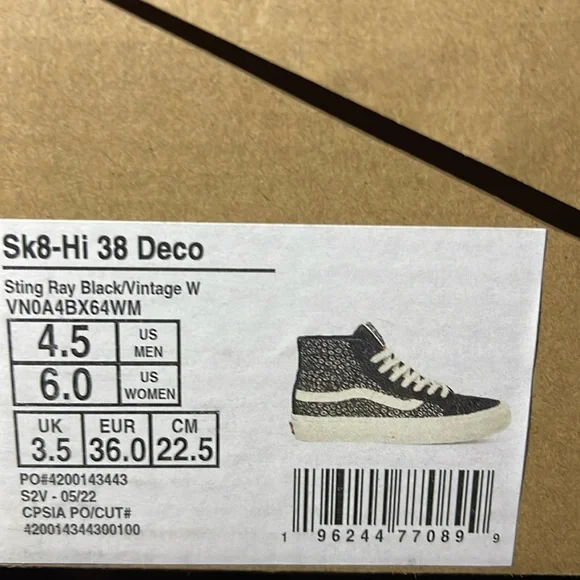 Sk8-Hi 38 Deco
Sting Ray Black/Vintage W
VN0A4BX64WM
4.5 US MEN
6.0 US WOMEN
UK EUR CM
3.5 36.0 22.5
PO#4200143443
S2V - 05/22
CPSIA PO/CUT#
420014344300100
1 96244 77089 9